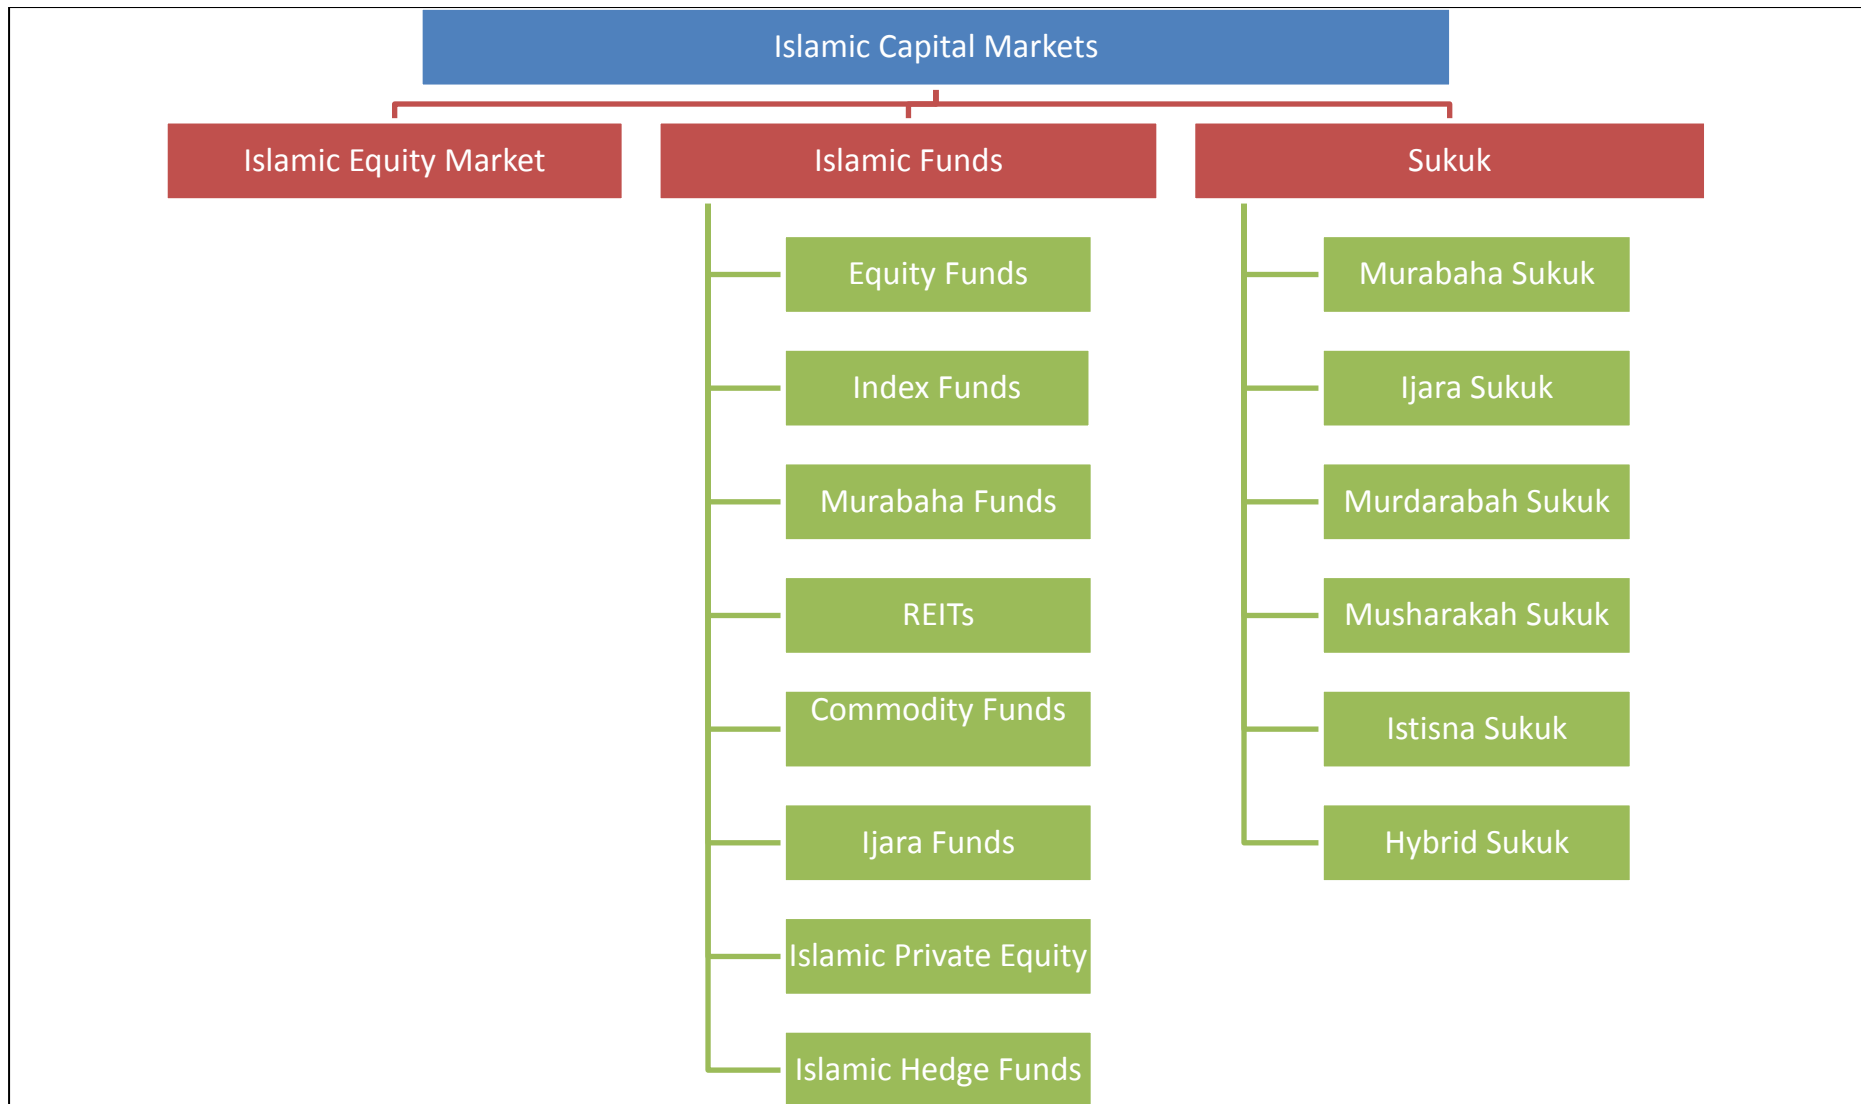 Islamic Capital Markets
Islamic Equity Market
Islamic Funds
Sukuk
Equity Funds
Index Funds
Murabaha Funds
REITs
Commodity Funds
Ijara Funds
Islamic Private Equity
Islamic Hedge Funds
Murabaha Sukuk
Ijara Sukuk
Murdarabah Sukuk
Musharakah Sukuk
Istisna Sukuk
Hybrid Sukuk